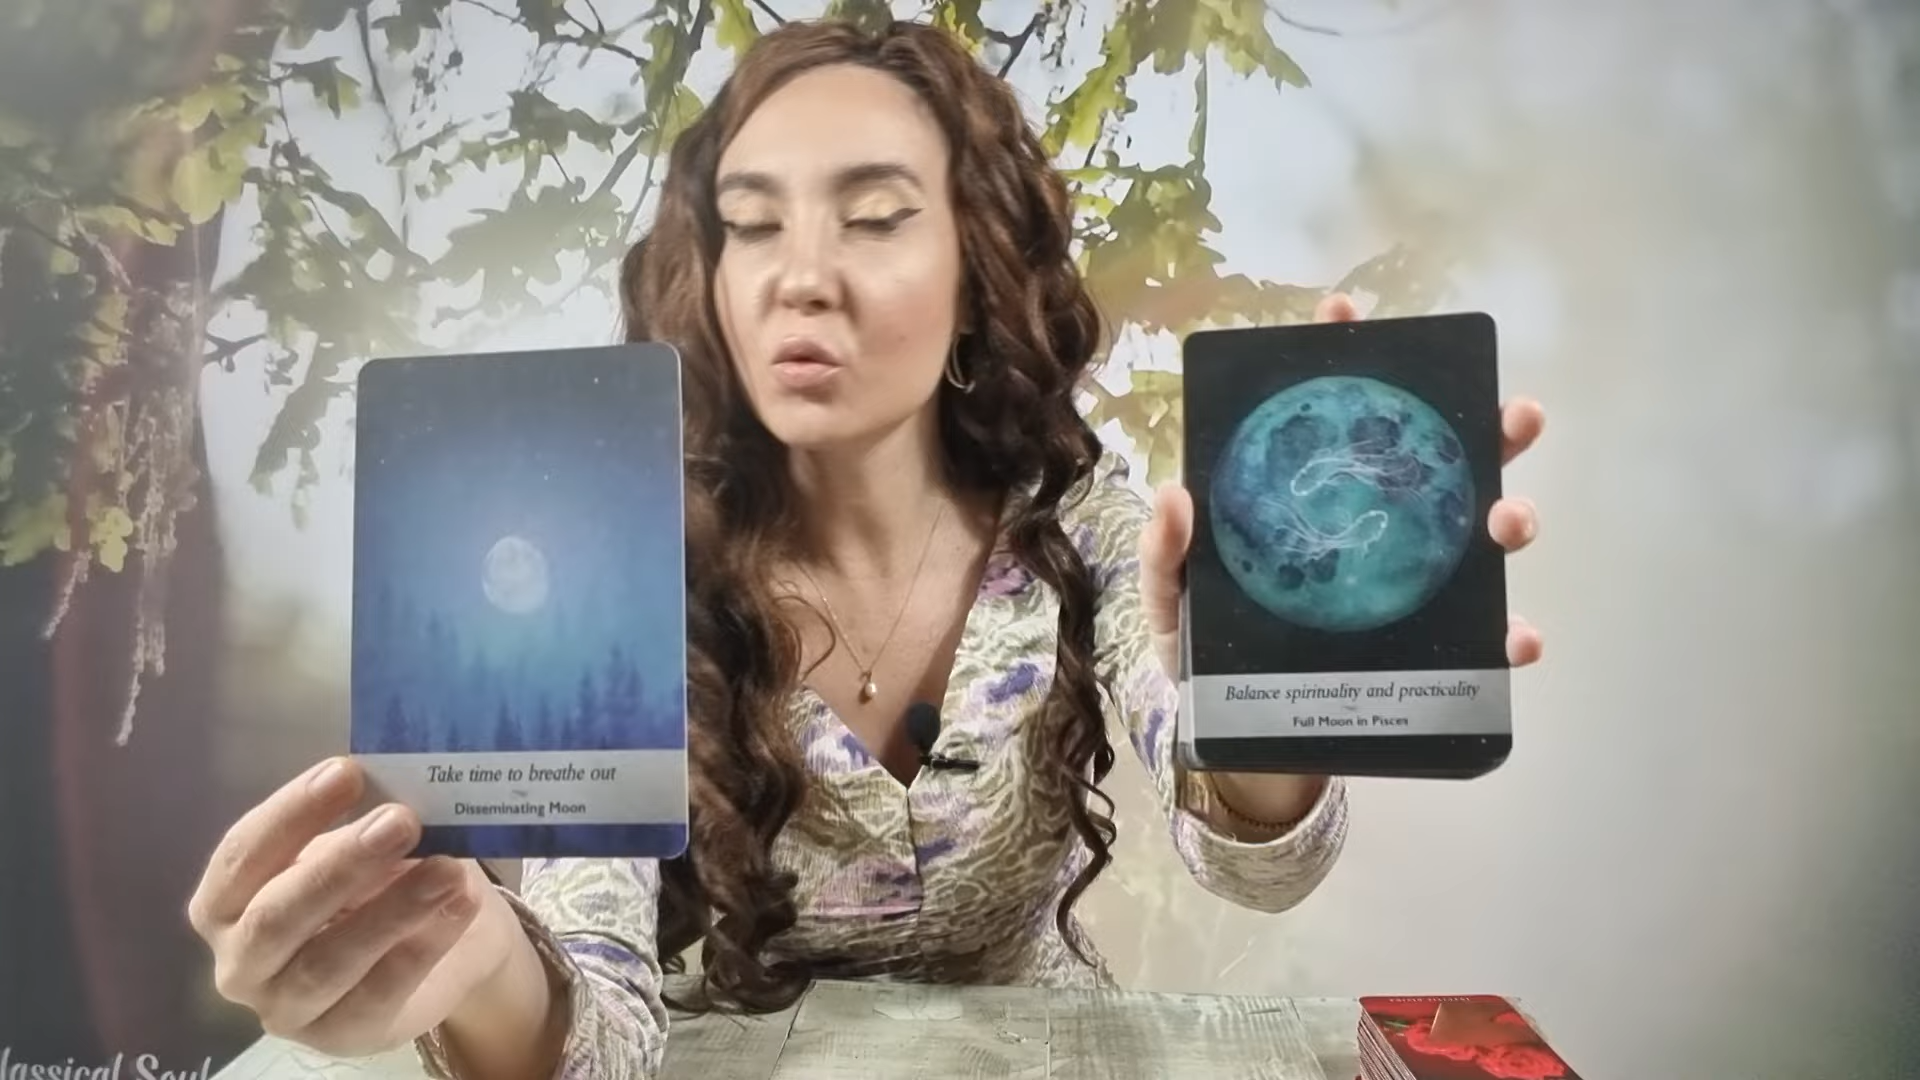 Take time to breathe out
Disseminating Moon
Balance spirituality and practicality
Full Moon in Pisces
lassical Soul